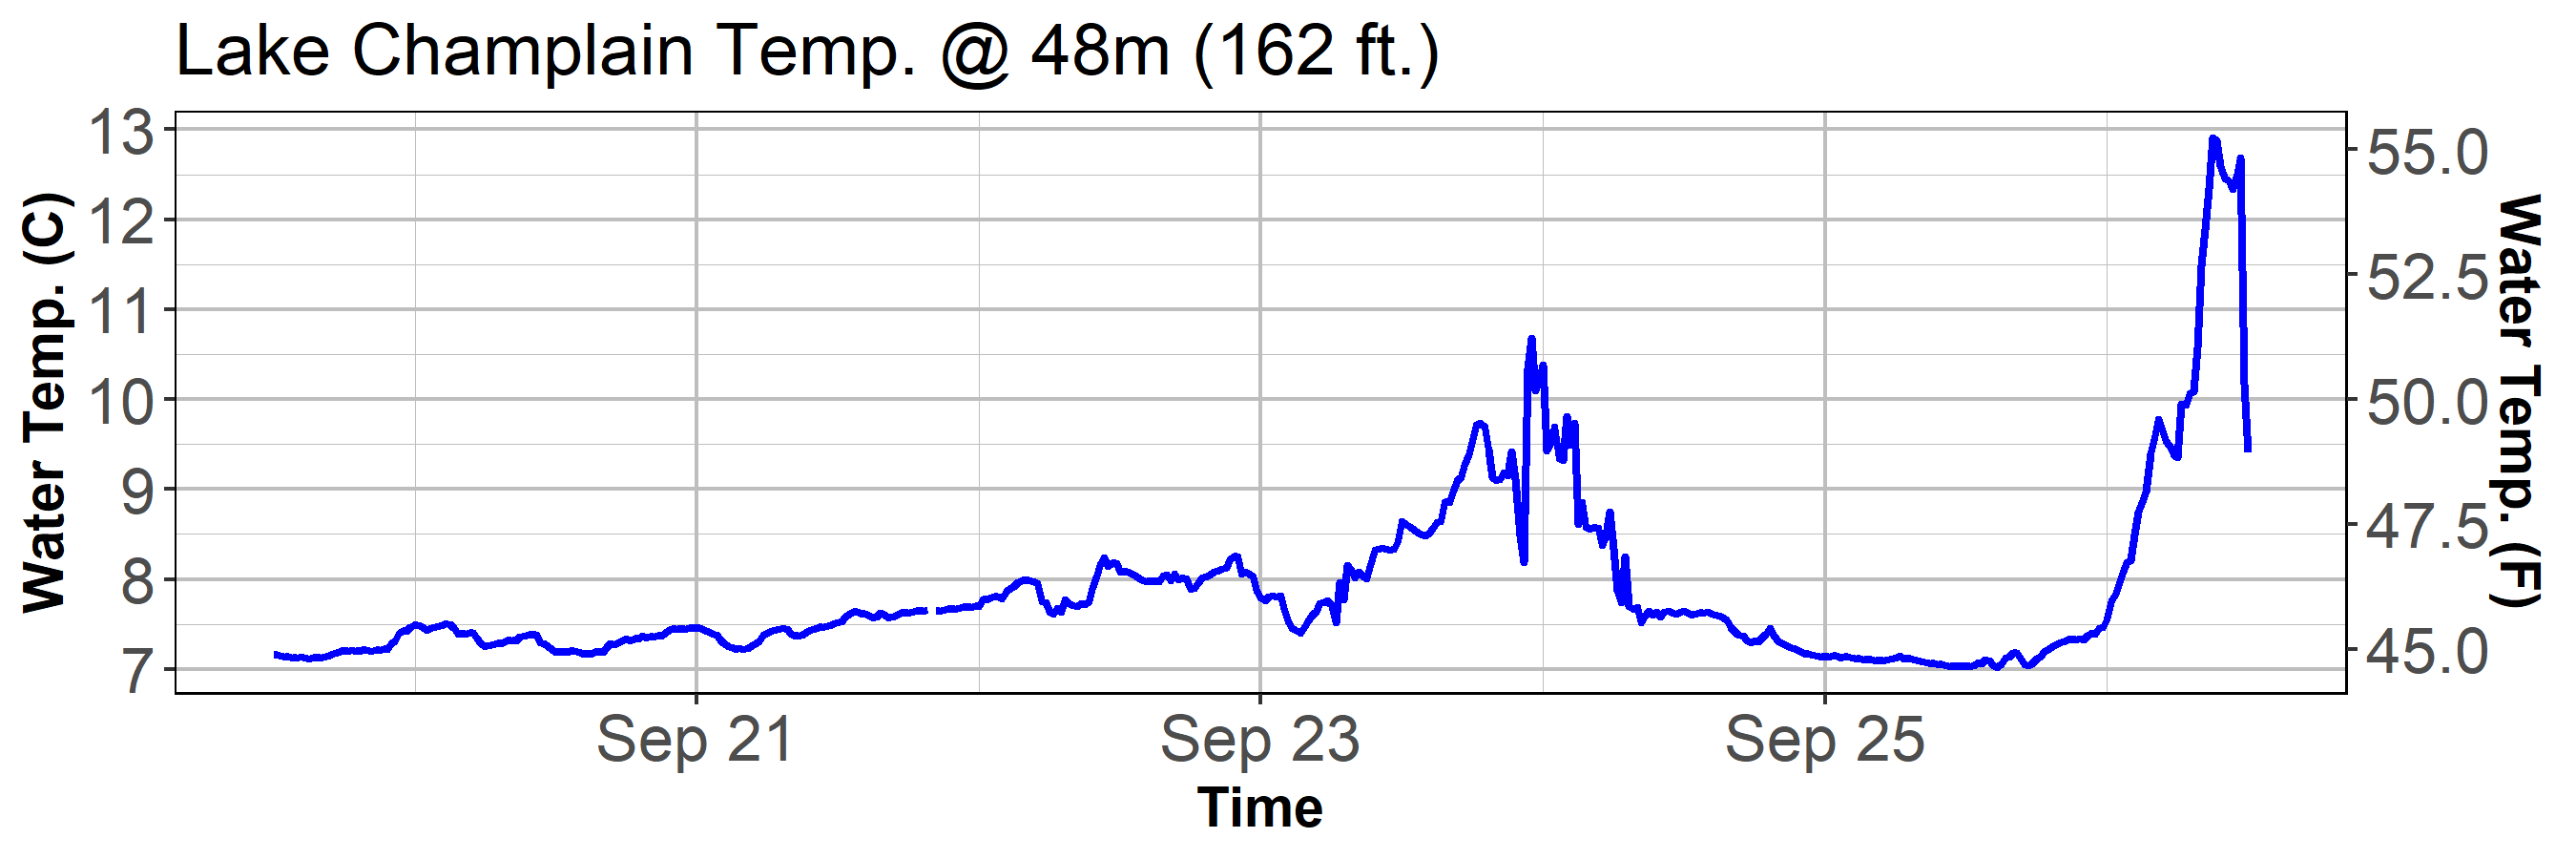 Lake Champlain Temp. @ 48m (162 ft.)
Water Temp. (C)
13
12
11
10
9
8
7
55.0
52.5
50.0
47.5
45.0
Water Temp. (F)
Sep 21 Sep 23 Sep 25
Time